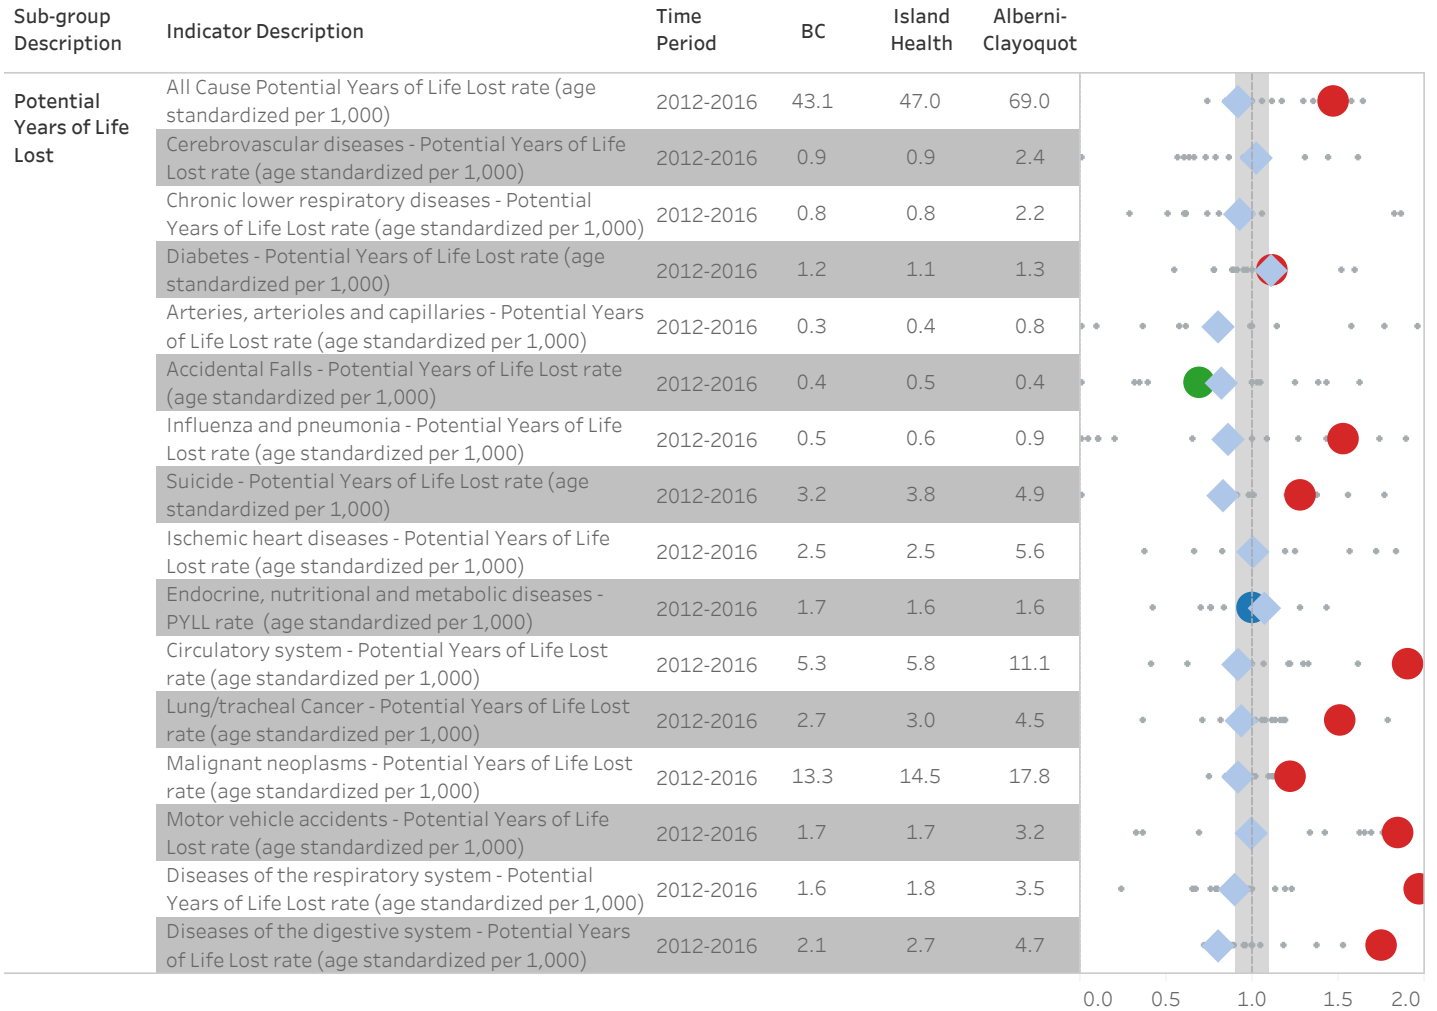 Sub-group Description
Indicator Description
Time Period
BC
Island Health
Alberni-Clayoquot
Potential Years of Life Lost
All Cause Potential Years of Life Lost rate (age
standardized per 1,000)
2012-2016 43.1 47.0 69.0
Cerebrovascular diseases - Potential Years of Life
Lost rate (age standardized per 1,000)
2012-2016 0.9 0.9 2.4
Chronic lower respiratory diseases - Potential
Years of Life Lost rate (age standardized per 1,000)
2012-2016 0.8 0.8 2.2
Diabetes - Potential Years of Life Lost rate (age
standardized per 1,000)
2012-2016 1.2 1.1 1.3
Arteries, arterioles and capillaries - Potential Years
of Life Lost rate (age standardized per 1,000)
2012-2016 0.3 0.4 0.8
Accidental Falls - Potential Years of Life Lost rate
(age standardized per 1,000)
2012-2016 0.4 0.5 0.4
Influenza and pneumonia - Potential Years of Life
Lost rate (age standardized per 1,000)
2012-2016 0.5 0.6 0.9
Suicide - Potential Years of Life Lost rate (age
standardized per 1,000)
2012-2016 3.2 3.8 4.9
Ischemic heart diseases - Potential Years of Life
Lost rate (age standardized per 1,000)
2012-2016 2.5 2.5 5.6
Endocrine, nutritional and metabolic diseases -
PYLL rate (age standardized per 1,000)
2012-2016 1.7 1.6 1.6
Circulatory system - Potential Years of Life Lost
rate (age standardized per 1,000)
2012-2016 5.3 5.8 11.1
Lung/tracheal Cancer - Potential Years of Life Lost
rate (age standardized per 1,000)
2012-2016 2.7 3.0 4.5
Malignant neoplasms - Potential Years of Life Lost
rate (age standardized per 1,000)
2012-2016 13.3 14.5 17.8
Motor vehicle accidents - Potential Years of Life
Lost rate (age standardized per 1,000)
2012-2016 1.7 1.7 3.2
Diseases of the respiratory system - Potential
Years of Life Lost rate (age standardized per 1,000)
2012-2016 1.6 1.8 3.5
Diseases of the digestive system - Potential Years
of Life Lost rate (age standardized per 1,000)
2012-2016 2.1 2.7 4.7
0.0 0.5 1.0 1.5 2.0